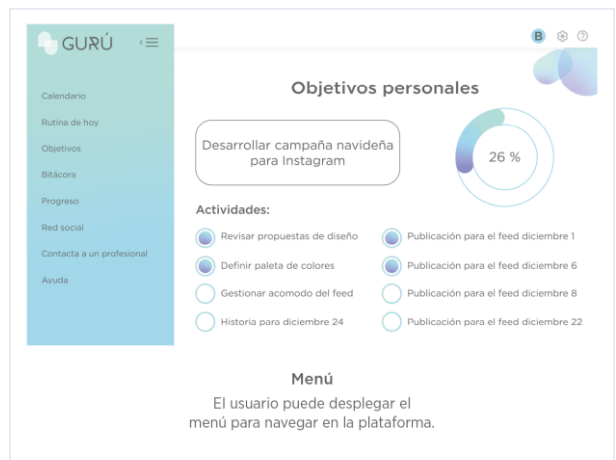 GURÚ
B
Calendario
Rutina de hoy
Objetivos
Bitácora
Progreso
Red social
Contacta a un profesional
Ayuda
Objetivos personales
Desarrollar campaña navideña
para Instagram
26 %
Actividades:
Revisar propuestas de diseño
Definir paleta de colores
Gestionar acomodo del feed
Historia para diciembre 24
Publicación para el feed diciembre 1
Publicación para el feed diciembre 6
Publicación para el feed diciembre 8
Publicación para el feed diciembre 22
Menú
El usuario puede desplegar el
menú para navegar en la plataforma.